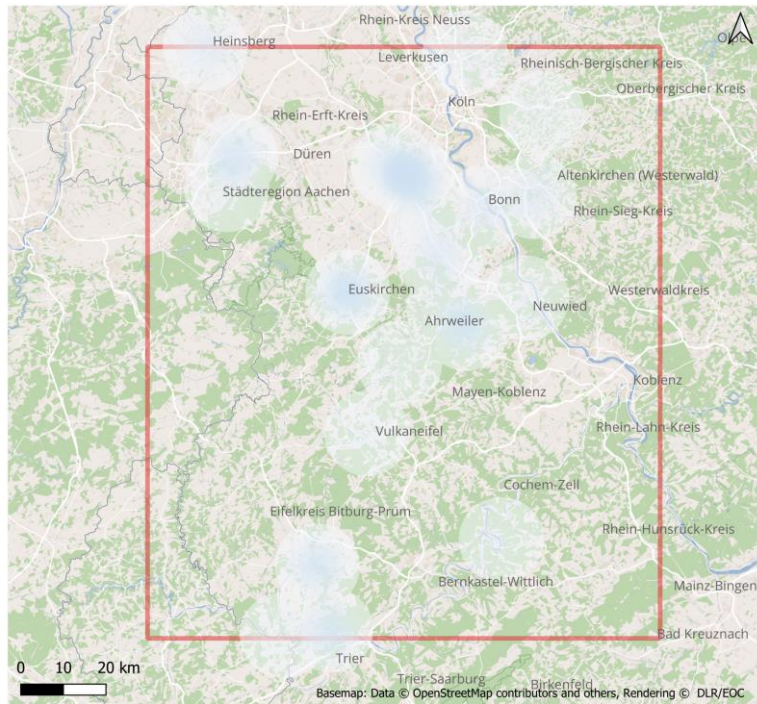 Rhein-Kreis Neuss
Heinsberg
Leverkusen
Rheinisch-Bergischer Kreis
Oberbergischer Kreis
Köln
Rhein-Erft-Kreis
Düren
Altenkirchen (Westerwald)
Städteregion Aachen
Bonn
Rhein-Sieg-Kreis
Euskirchen
Westerwaldkreis
Neuwied
Ahrweiler
Koblenz
Mayen-Koblenz
Rhein-Lahn-Kreis
Vulkaneifel
Cochem-Zell
Eifelkreis Bitburg-Prüm
Rhein-Hunsrück-Kreis
Bernkastel-Wittlich
Mainz-Bingen
Bad Kreuznach
Trier
0 10 20 km
Trier-Saarburg
Birkenfeld
Basemap: Data © OpenStreetMap contributors and others, Rendering © DLR/EOC